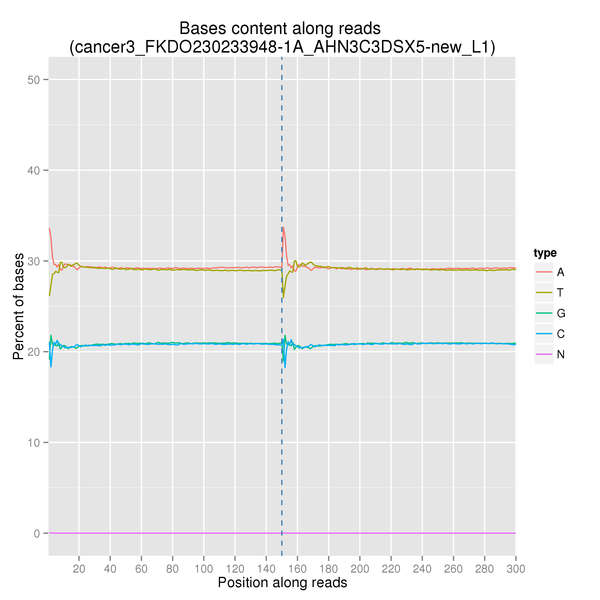 Bases content along reads
(cancer3_FKDO230233948-1A_AHN3C3DSX5-new_L1)
50
40
30
20
10
0
Percent of bases
20 40 60 80 100 120 140 160 180 200 220 240 260 280 300
Position along reads
type
A
T
G
C
N